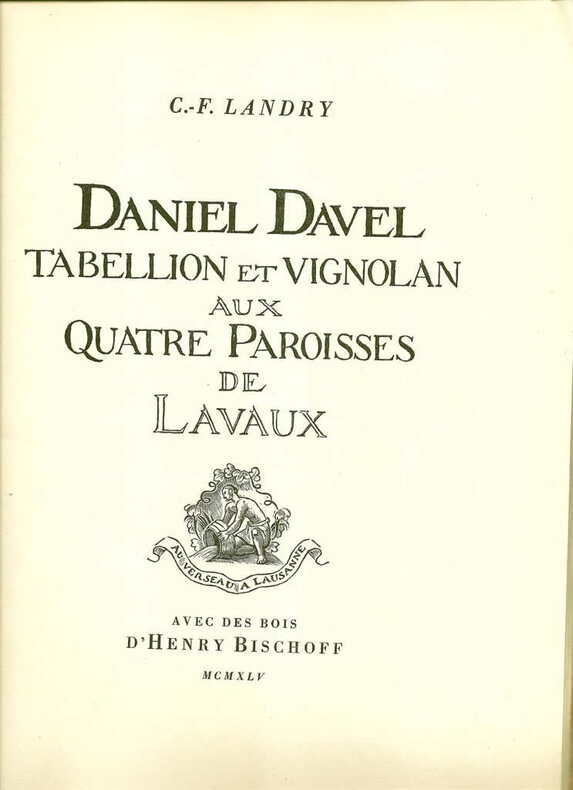 C.-F. LANDRY
DANIEL DAVEL
TABELLION ET VIGNOLAN
AUX
QUATRE PAROISSES
DE
LAVAUX
AU VERSEAU A LAUSANNE
AVEC DES BOIS
D'HENRY BISCHOFF
MCMXLV